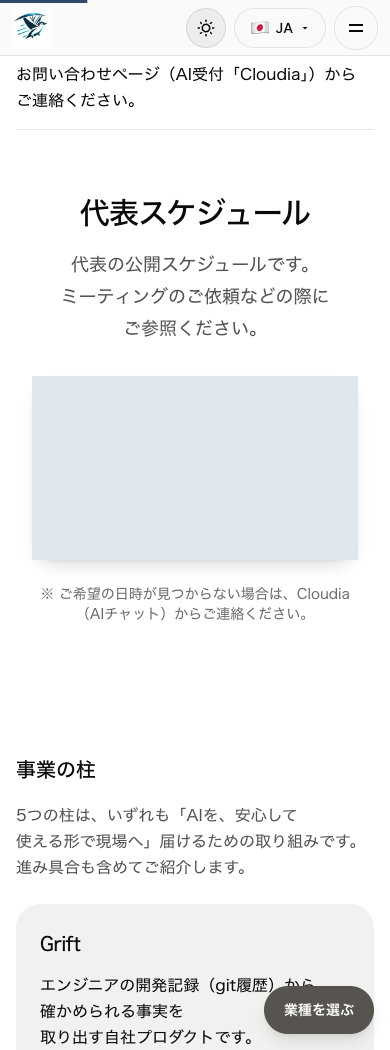 JA
お問い合わせページ（AI受付「Cloudia」）から
ご連絡ください。
代表スケジュール
代表の公開スケジュールです。
ミーティングのご依頼などの際に
ご参照ください。
※ ご希望の日時が見つからない場合は、Cloudia
（AIチャット）からご連絡ください。
事業の柱
5つの柱は、いずれも「AIを、安心して
使える形で現場へ」届けるための取り組みです。
進み具合も含めてご紹介します。
Grift
エンジニアの開発記録（git履歴）から
確かめられる事実を
取り出す自社プロダクトです。
業種を選ぶ